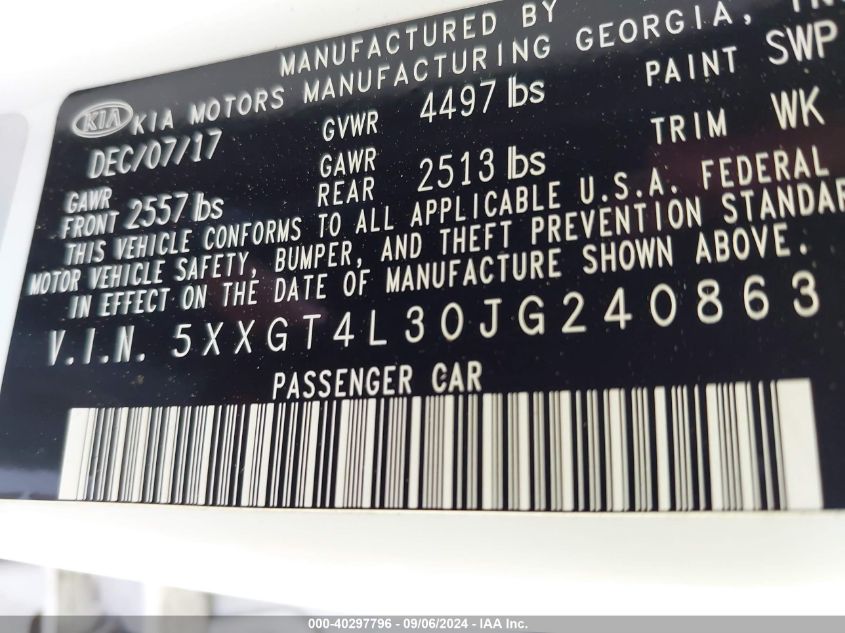 MANUFACTURED BY
KIA KIA MOTORS MANUFACTURING GEORGIA,
DEC/07/17 GVWR 4497 lbs PAINT SWP
GAWR FRONT 2557 lbs GAWR REAR 2513 lbs TRIM WK
THIS VEHICLE CONFORMS TO ALL APPLICABLE U.S.A. FEDERAL
MOTOR VEHICLE SAFETY, BUMPER, AND THEFT PREVENTION STANDAR
IN EFFECT ON THE DATE OF MANUFACTURE SHOWN ABOVE.
V.I.N. 5XXGT4L30JG240863
PASSENGER CAR
000-40297796 - 09/06/2024 - IAA Inc.